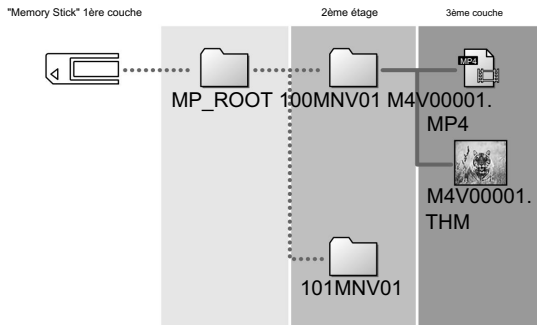 "Memory Stick" 1ère couche
2ème étage
3ème couche
MP4
MP_ROOT
100MNV01
M4V00001.
MP4
M4V00001.
THM
101MNV01